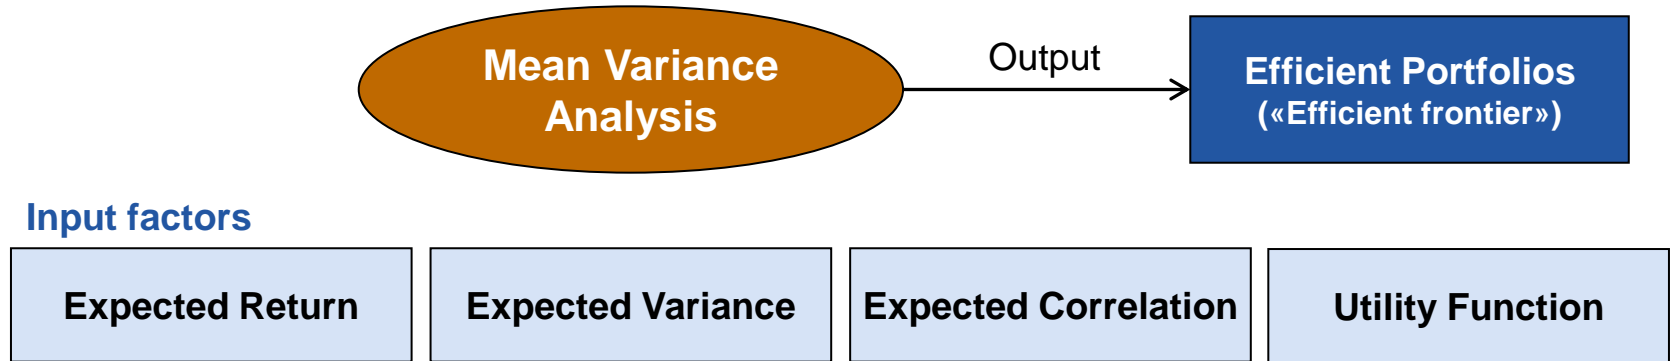 Mean Variance
Analysis
Output
Efficient Portfolios
(«Efficient frontier»)
Input factors
Expected Return
Expected Variance
Expected Correlation
Utility Function